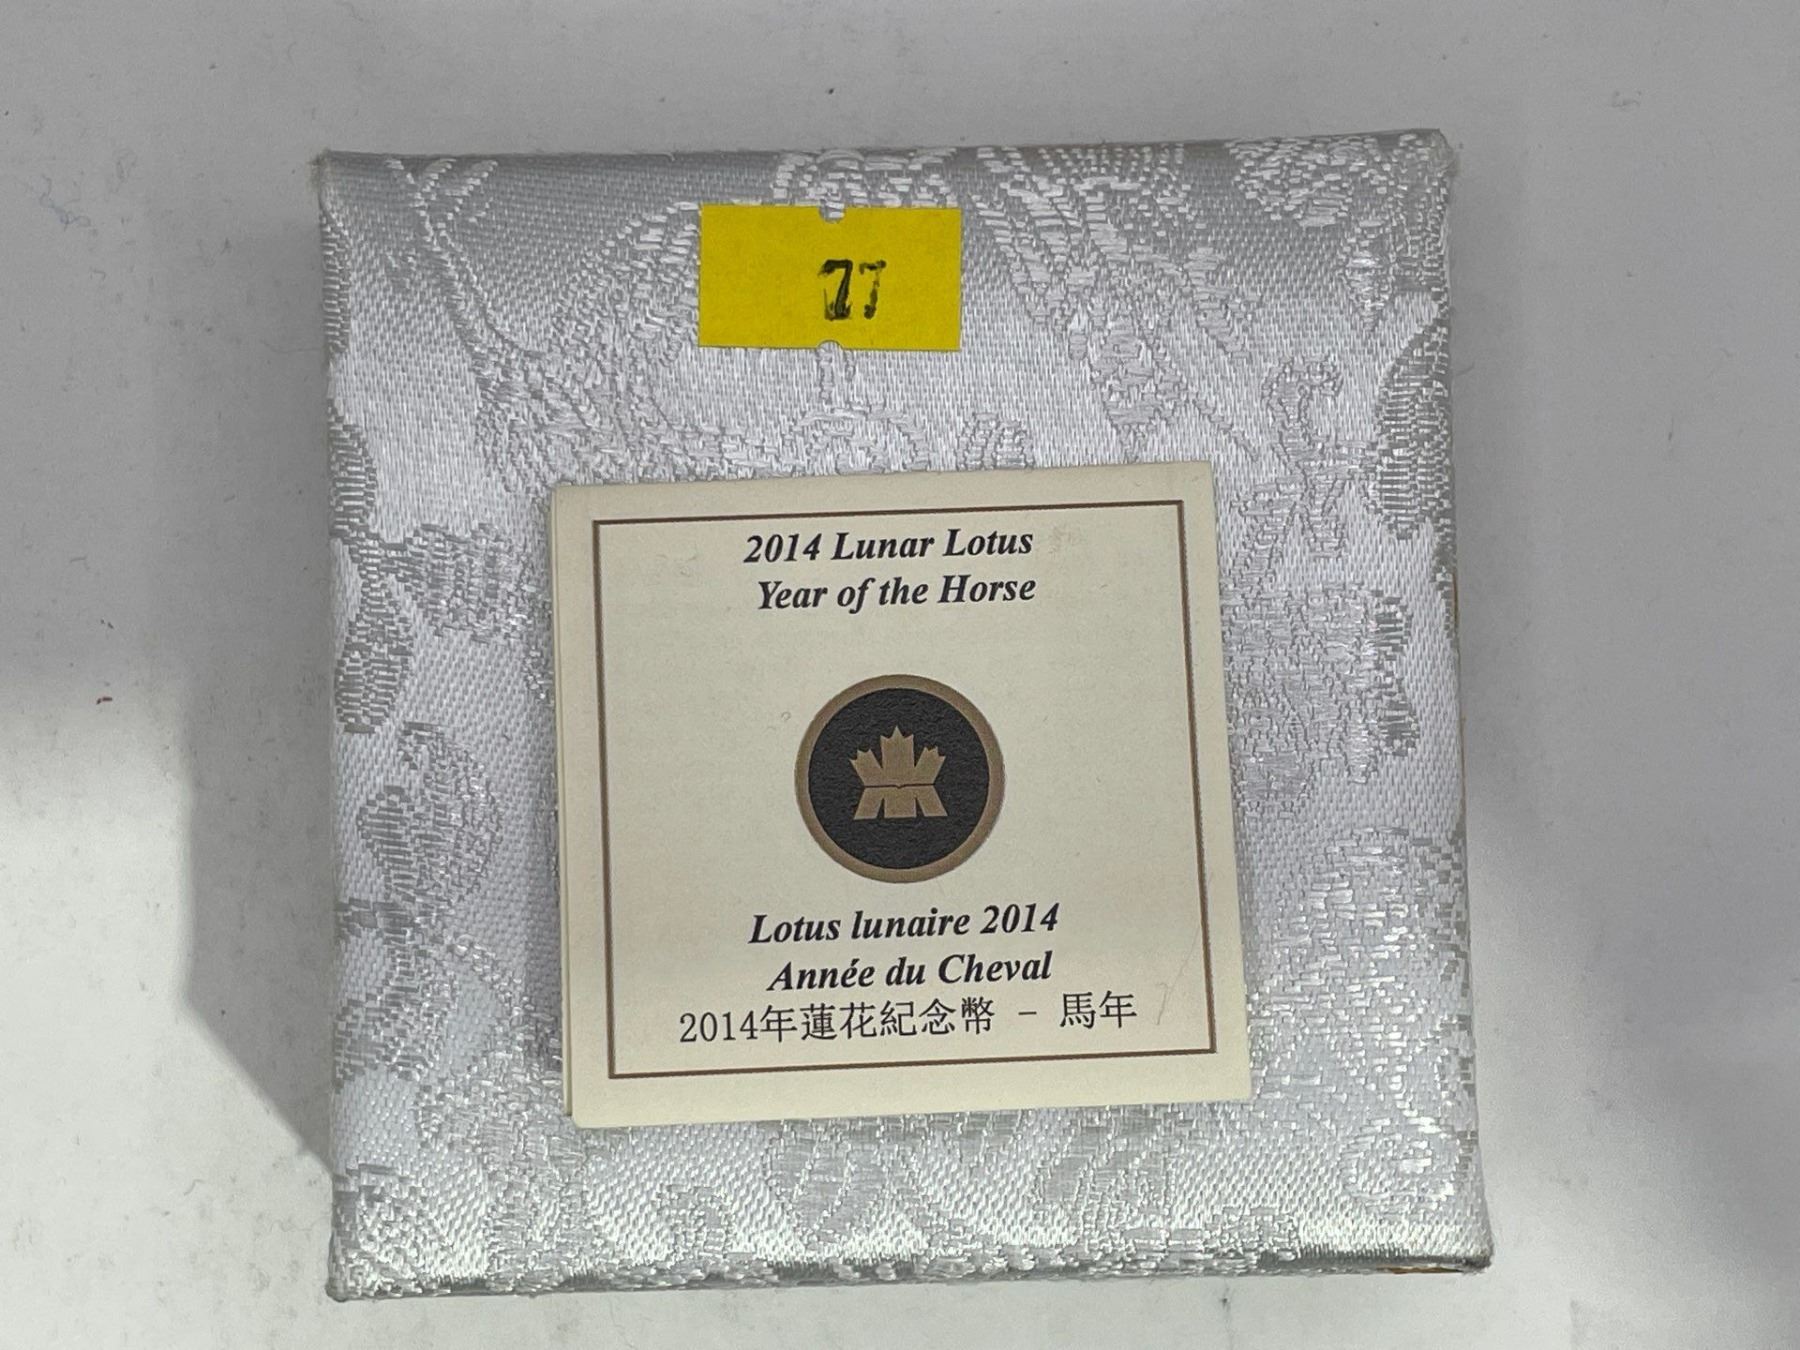 77
2014 Lunar Lotus
Year of the Horse
Lotus lunaire 2014
Année du Cheval
2014年蓮花紀念幣 - 馬年